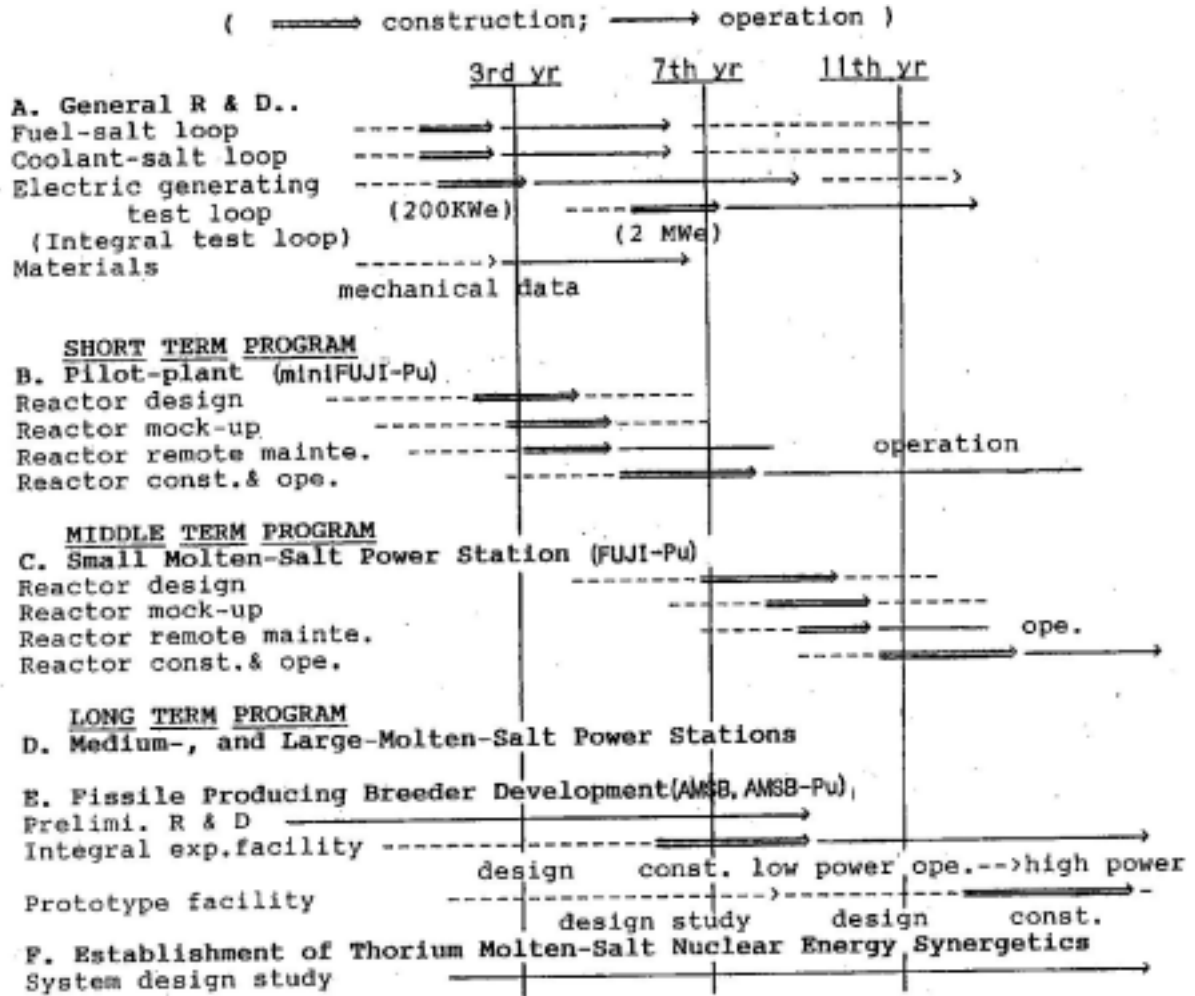 ( construction; operation )
3rd yr 7th yr 11th yr
A. General R & D..
Fuel-salt loop
Coolant-salt loop
Electric generating
test loop (200KWe)
(Integral test loop) (2 MWe)
Materials
mechanical data
SHORT TERM PROGRAM
B. Pilot-plant (miniFUJI-Pu)
Reactor design
Reactor mock-up
Reactor remote mainte. operation
Reactor const.& ope.
MIDDLE TERM PROGRAM
C. Small Molten-Salt Power Station (FUJI-Pu)
Reactor design
Reactor mock-up
Reactor remote mainte. ope.
Reactor const.& ope.
LONG TERM PROGRAM
D. Medium-, and Large-Molten-Salt Power Stations
E. Fissile Producing Breeder Development(AMSB, AMSB-Pu)
Prelimi. R & D
Integral exp.facility
design const. low power ope.--->high power
Prototype facility
design study design const.
F. Establishment of Thorium Molten-Salt Nuclear Energy Synergetics
System design study